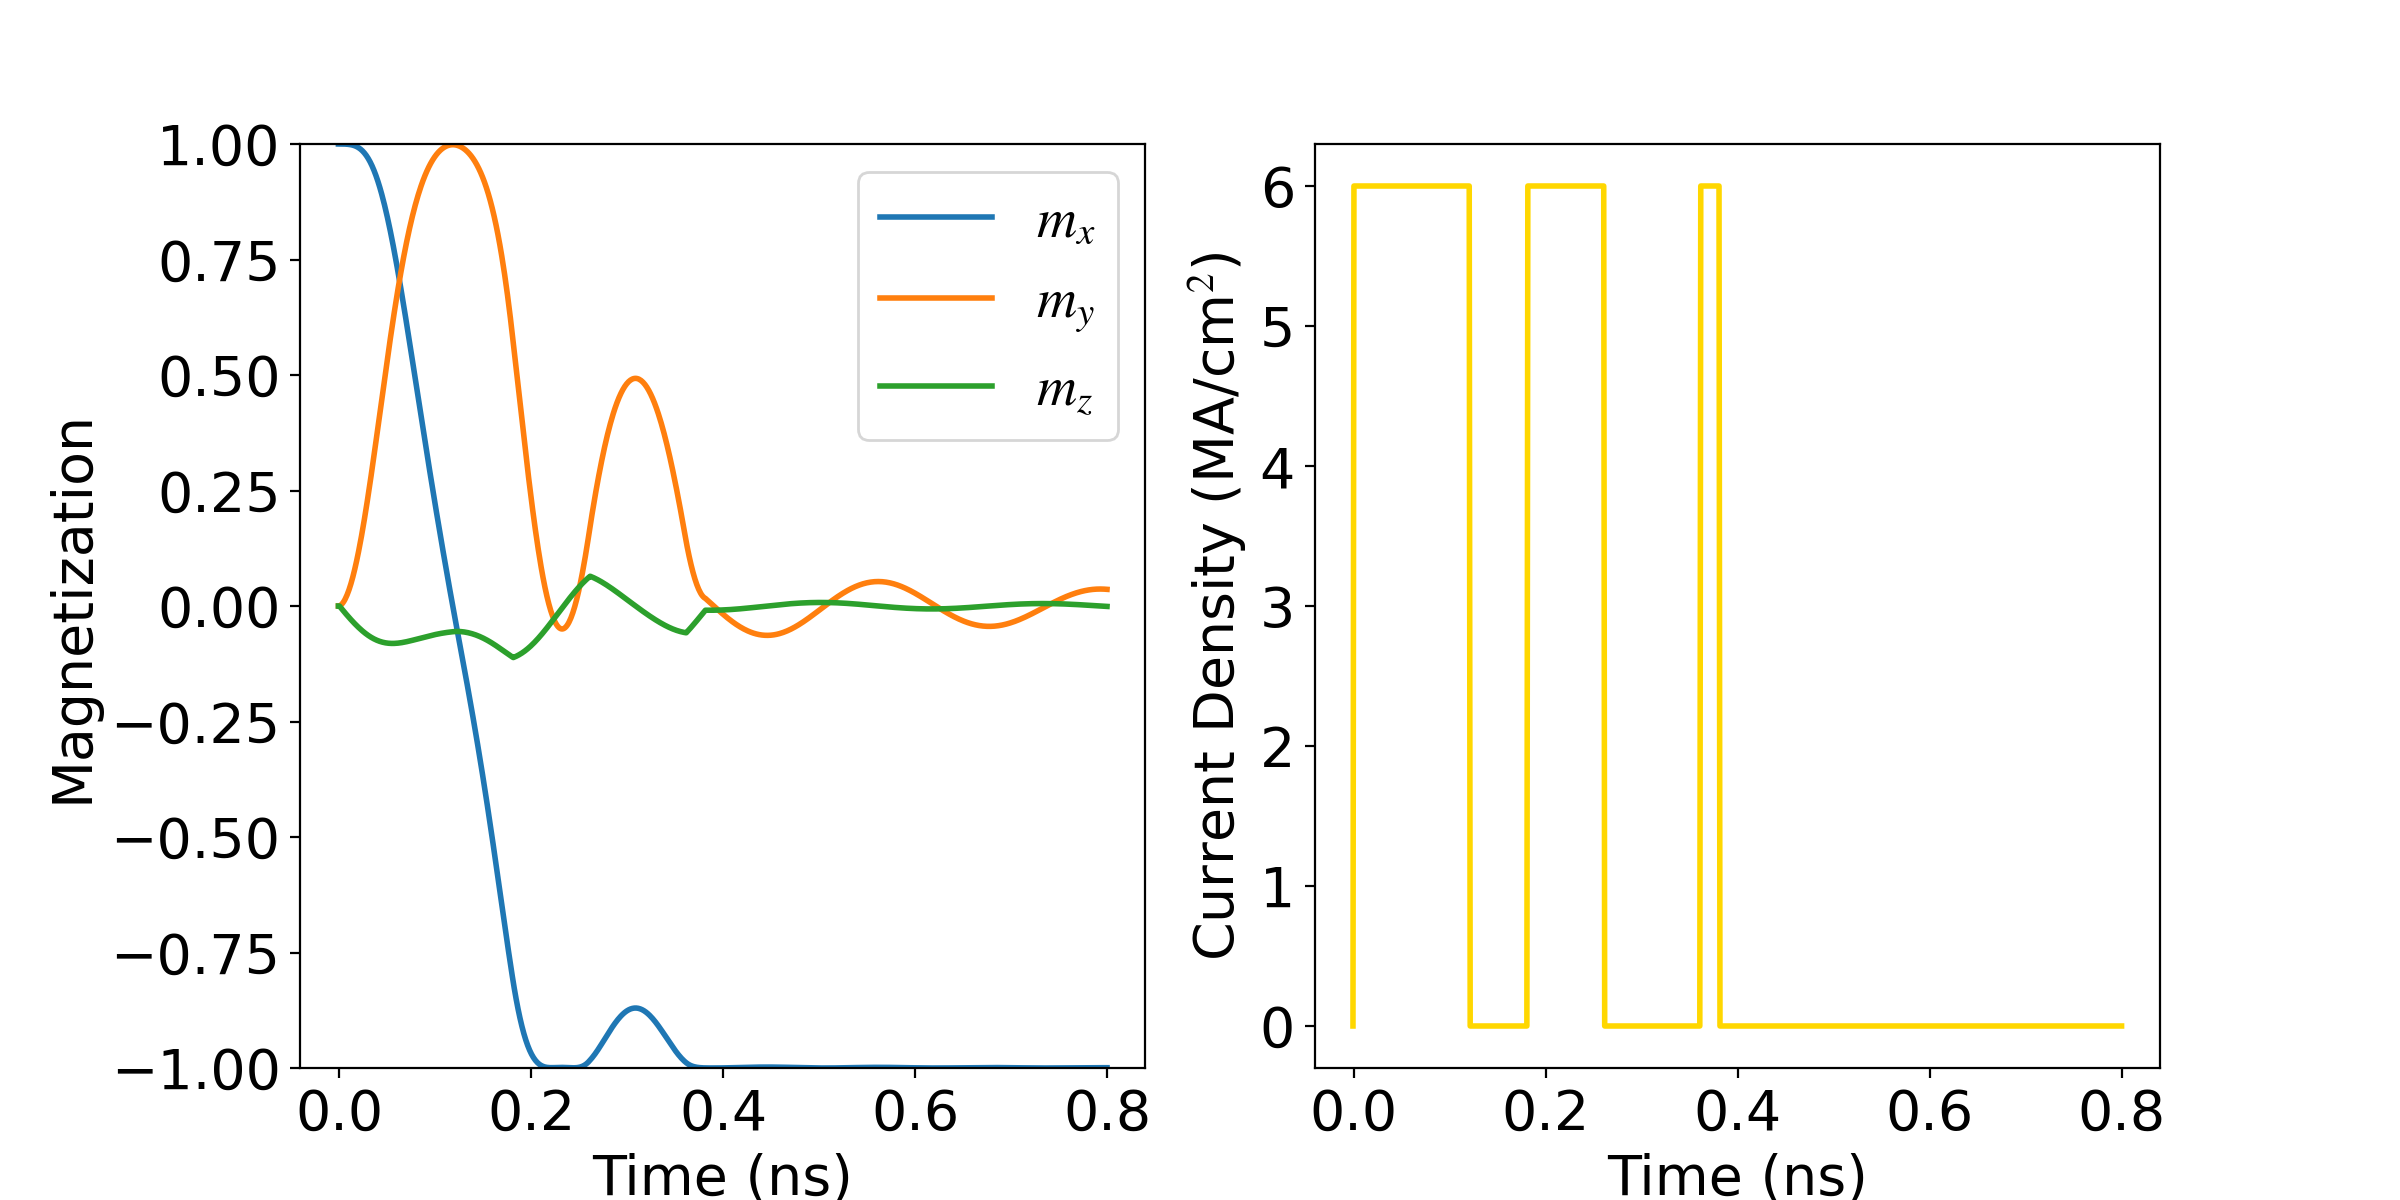 Magnetization
1.00
0.75
0.50
0.25
0.00
−0.25
−0.50
−0.75
−1.00
0.0 0.2 0.4 0.6 0.8
Time (ns)
m_x
m_y
m_z
Current Density (MA/cm²)
6
5
4
3
2
1
0
0.0 0.2 0.4 0.6 0.8
Time (ns)